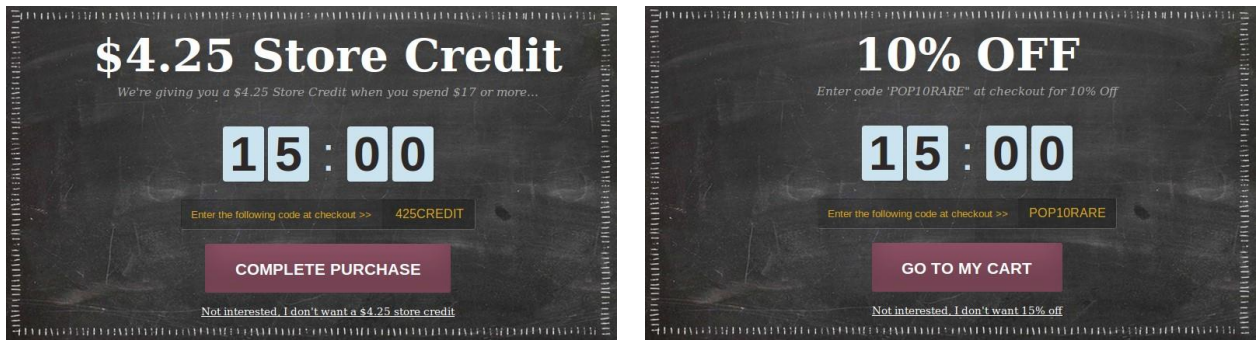 $4.25 Store Credit
We're giving you a $4.25 Store Credit when you spend $17 or more...
15 : 00
Enter the following code at checkout >> 425CREDIT
COMPLETE PURCHASE
Not interested, I don't want a $4.25 store credit
10% OFF
Enter code 'POP10RARE" at checkout for 10% Off
15 : 00
Enter the following code at checkout >> POP10RARE
GO TO MY CART
Not interested, I don't want 15% off